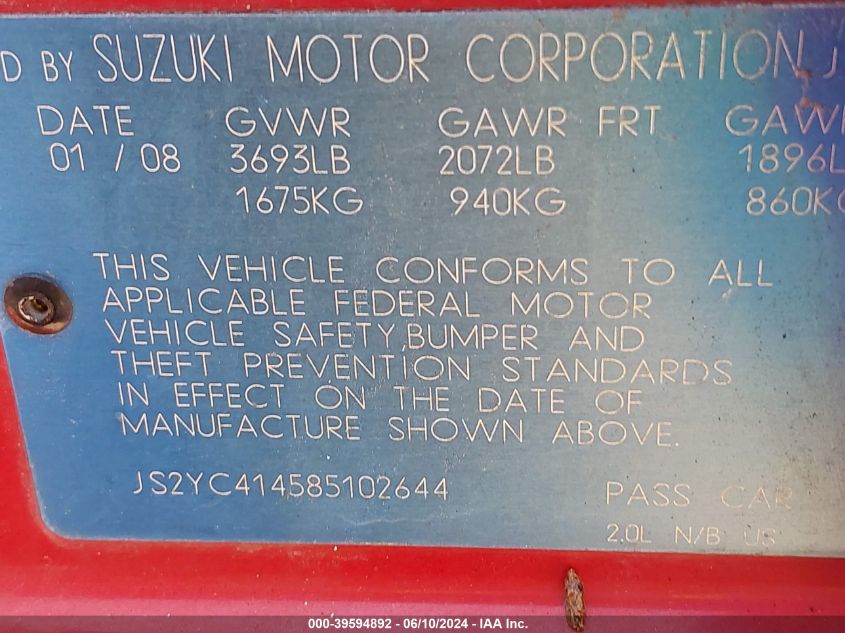 D BY SUZUKI MOTOR CORPORATION J
DATE GVWR GAWR FRT GAWR
01 / 08 3693LB 2072LB 1896L
1675KG 940KG 860KG
THIS VEHICLE CONFORMS TO ALL
APPLICABLE FEDERAL MOTOR
VEHICLE SAFETY,BUMPER AND
THEFT PREVENTION STANDARDS
IN EFFECT ON THE DATE OF
MANUFACTURE SHOWN ABOVE.
JS2YC414585102644 PASS CAR
2.0L N/B US
000-39594892 - 06/10/2024 - IAA Inc.